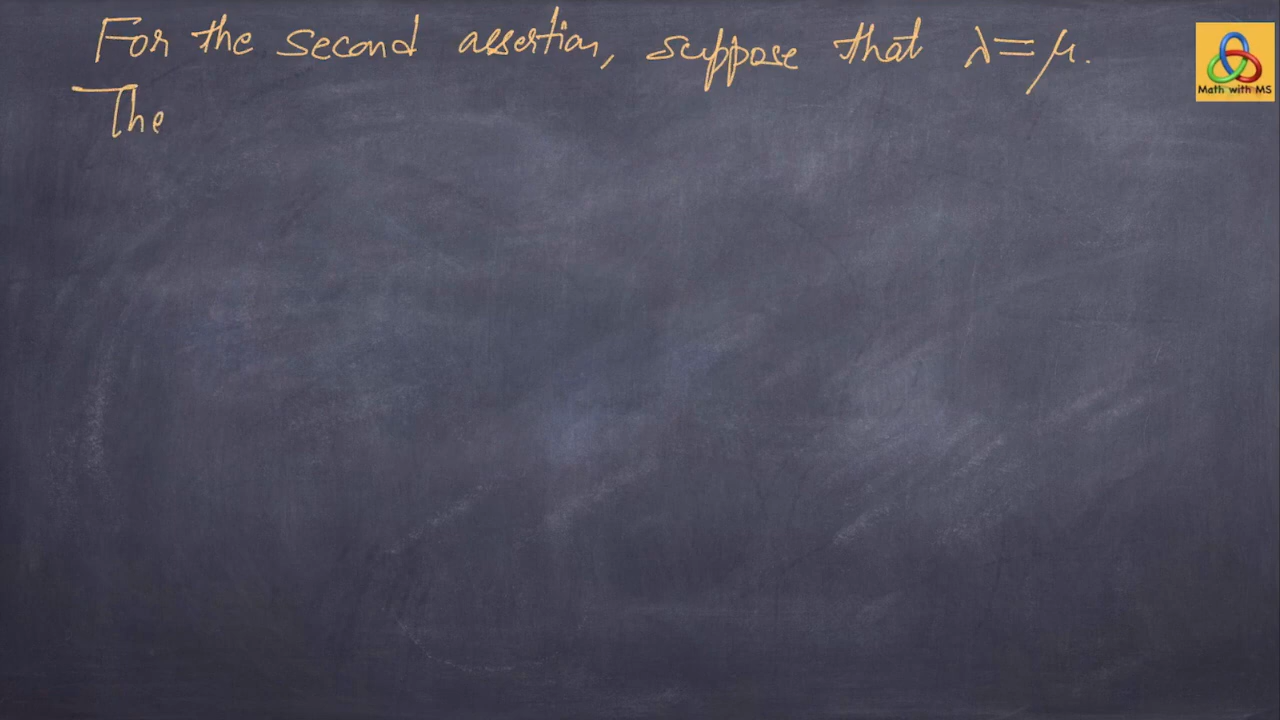 For the second assertion, suppose that λ=μ.
The
Math with MS